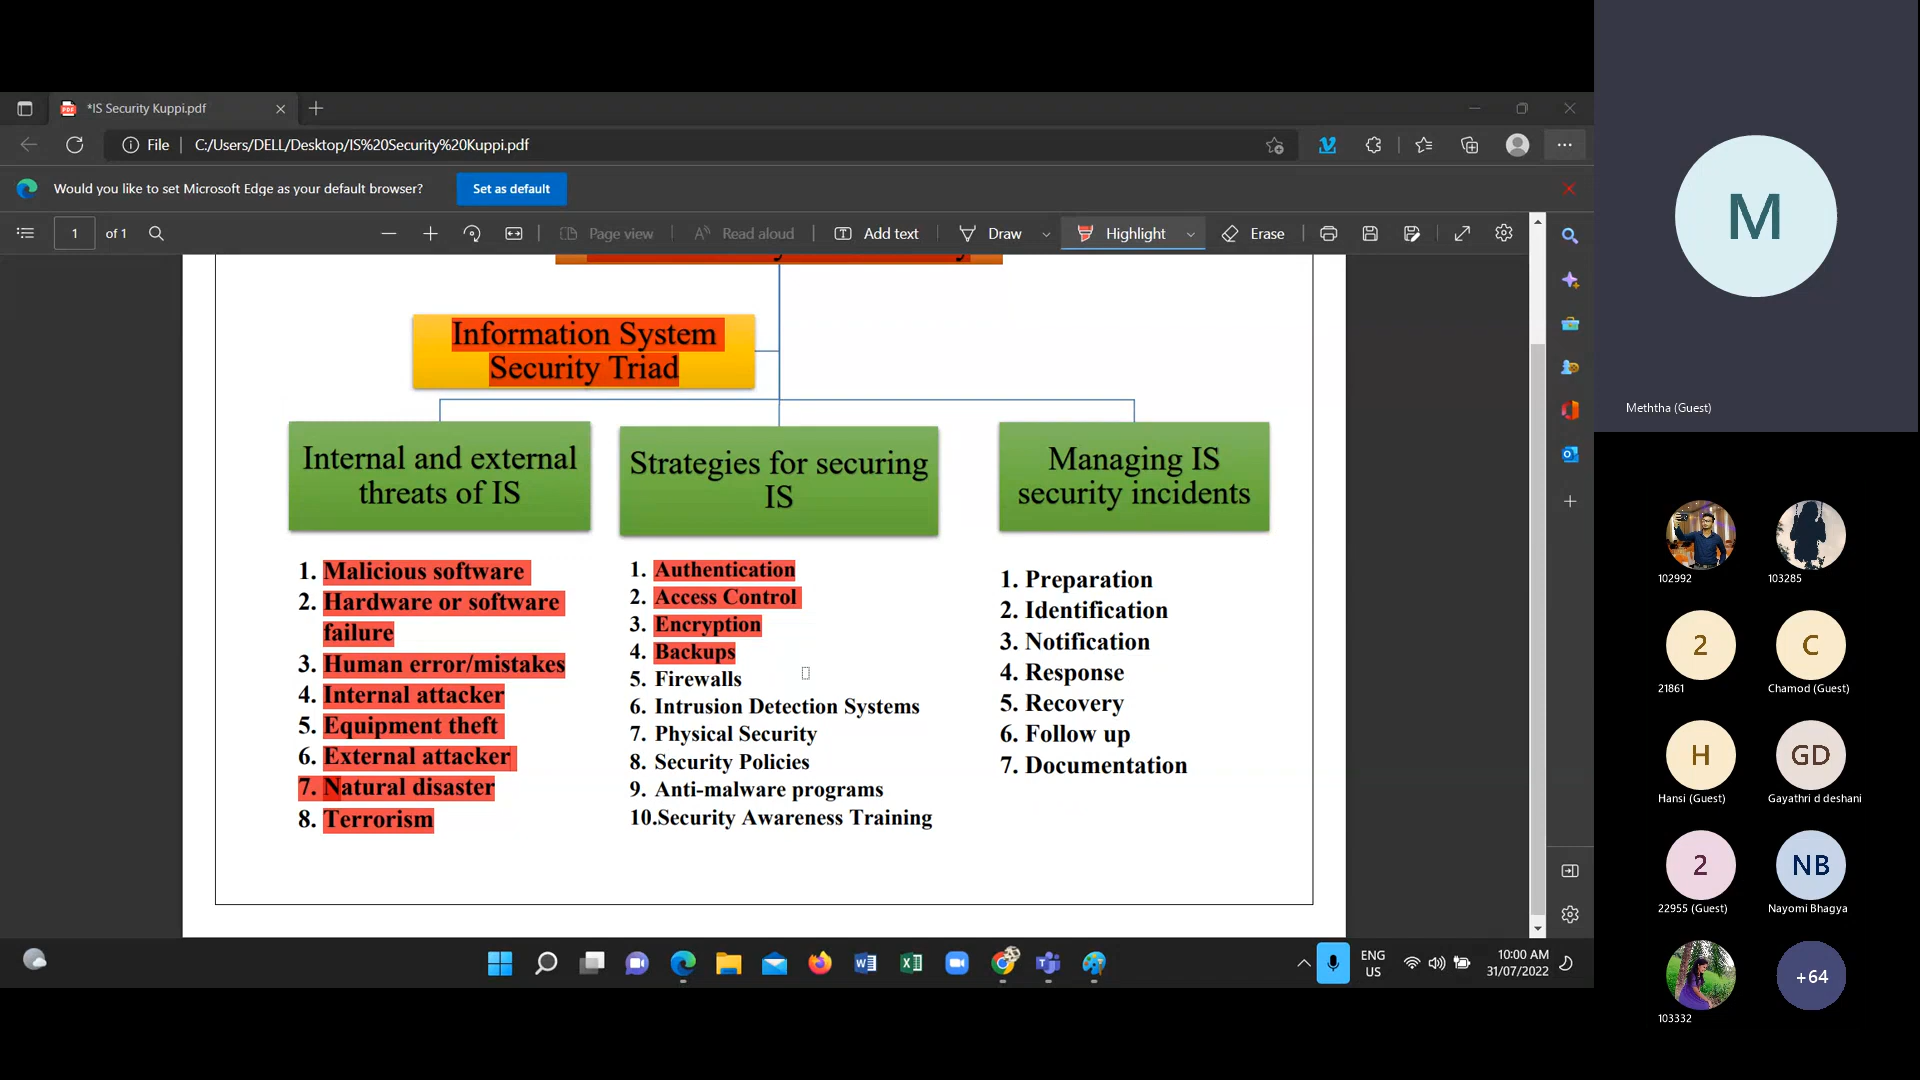 *IS Security Kuppi.pdf
File
C:/Users/DELL/Desktop/IS%20Security%20Kuppi.pdf
Would you like to set Microsoft Edge as your default browser?
Set as default
1
of 1
Page view
Read aloud
Add text
Draw
Highlight
Erase
Information System
Security Triad
Internal and external
threats of IS
1. Malicious software
2. Hardware or software
failure
3. Human error/mistakes
4. Internal attacker
5. Equipment theft
6. External attacker
7. Natural disaster
8. Terrorism
Strategies for securing
IS
1. Authentication
2. Access Control
3. Encryption
4. Backups
5. Firewalls
6. Intrusion Detection Systems
7. Physical Security
8. Security Policies
9. Anti-malware programs
10.Security Awareness Training
Managing IS
security incidents
1. Preparation
2. Identification
3. Notification
4. Response
5. Recovery
6. Follow up
7. Documentation
ENG
US
10:00 AM
31/07/2022
M
Meththa (Guest)
102992
103285
2
21861
C
Chamod (Guest)
H
Hansi (Guest)
GD
Gayathri d deshani
2
22955 (Guest)
NB
Nayomi Bhagya
103332
+64